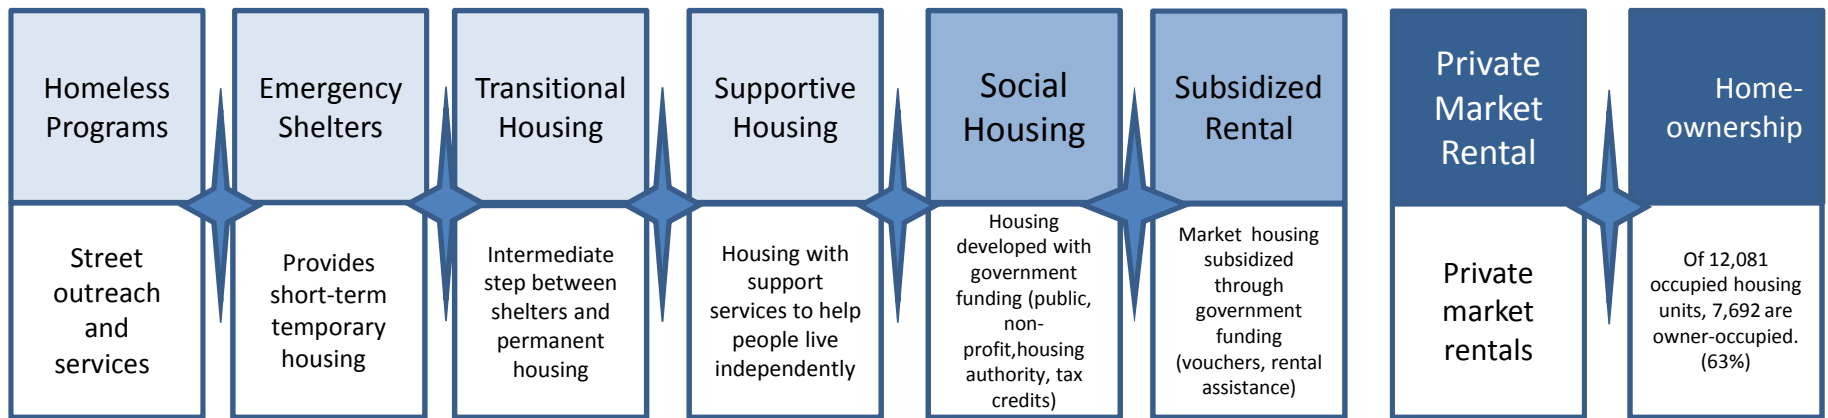 Homeless
Programs
Street
outreach
and
services
Emergency
Shelters
Provides
short-term
temporary
housing
Transitional
Housing
Intermediate
step between
shelters and
permanent
housing
Supportive
Housing
Housing with
support
services to help
people live
independently
Social
Housing
Housing
developed with
government
funding (public,
non-
profit,housing
authority, tax
credits)
Subsidized
Rental
Market housing
subsidized
through
government
funding
(vouchers, rental
assistance)
Private
Market
Rental
Private
market
rentals
Home-
ownership
Of 12,081
occupied housing
units, 7,692 are
owner-occupied.
(63%)